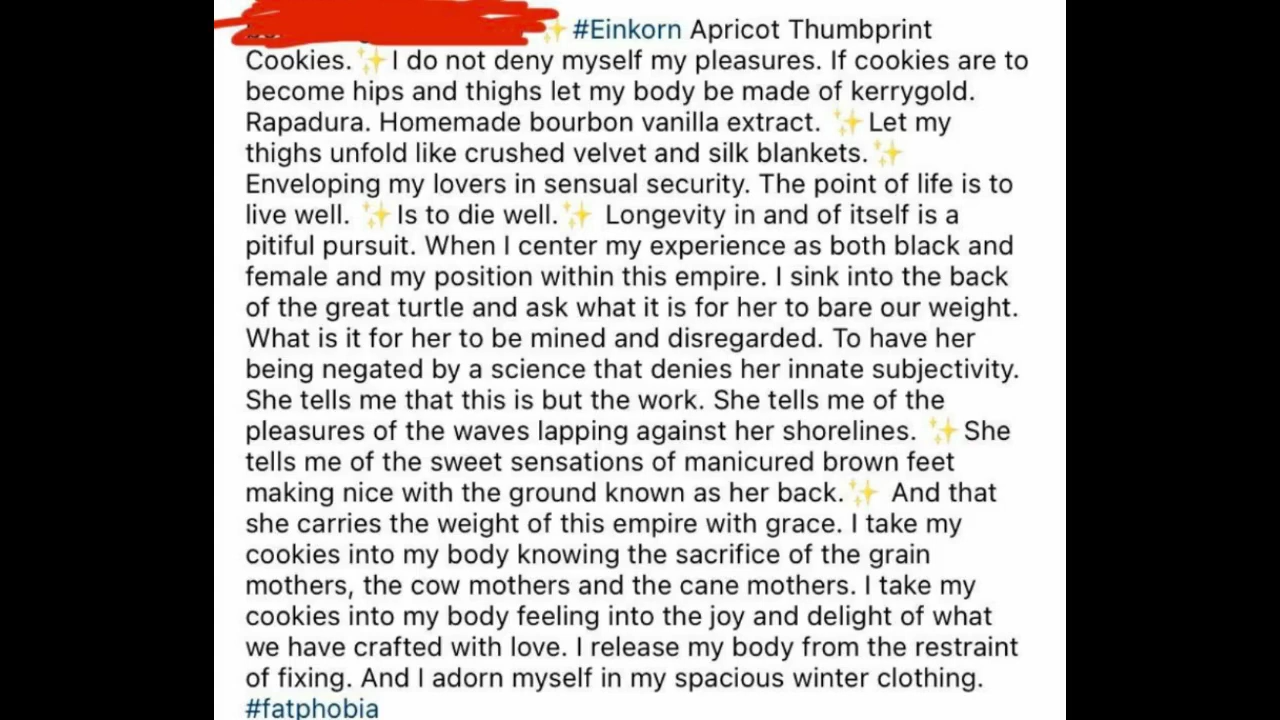 ✨ #Einkorn Apricot Thumbprint
Cookies. ✨ I do not deny myself my pleasures. If cookies are to
become hips and thighs let my body be made of kerrygold.
Rapadura. Homemade bourbon vanilla extract. ✨ Let my
thighs unfold like crushed velvet and silk blankets. ✨
Enveloping my lovers in sensual security. The point of life is to
live well. ✨ Is to die well. ✨ Longevity in and of itself is a
pitiful pursuit. When I center my experience as both black and
female and my position within this empire. I sink into the back
of the great turtle and ask what it is for her to bare our weight.
What is it for her to be mined and disregarded. To have her
being negated by a science that denies her innate subjectivity.
She tells me that this is but the work. She tells me of the
pleasures of the waves lapping against her shorelines. ✨ She
tells me of the sweet sensations of manicured brown feet
making nice with the ground known as her back. ✨ And that
she carries the weight of this empire with grace. I take my
cookies into my body knowing the sacrifice of the grain
mothers, the cow mothers and the cane mothers. I take my
cookies into my body feeling into the joy and delight of what
we have crafted with love. I release my body from the restraint
of fixing. And I adorn myself in my spacious winter clothing.
#fatphobia